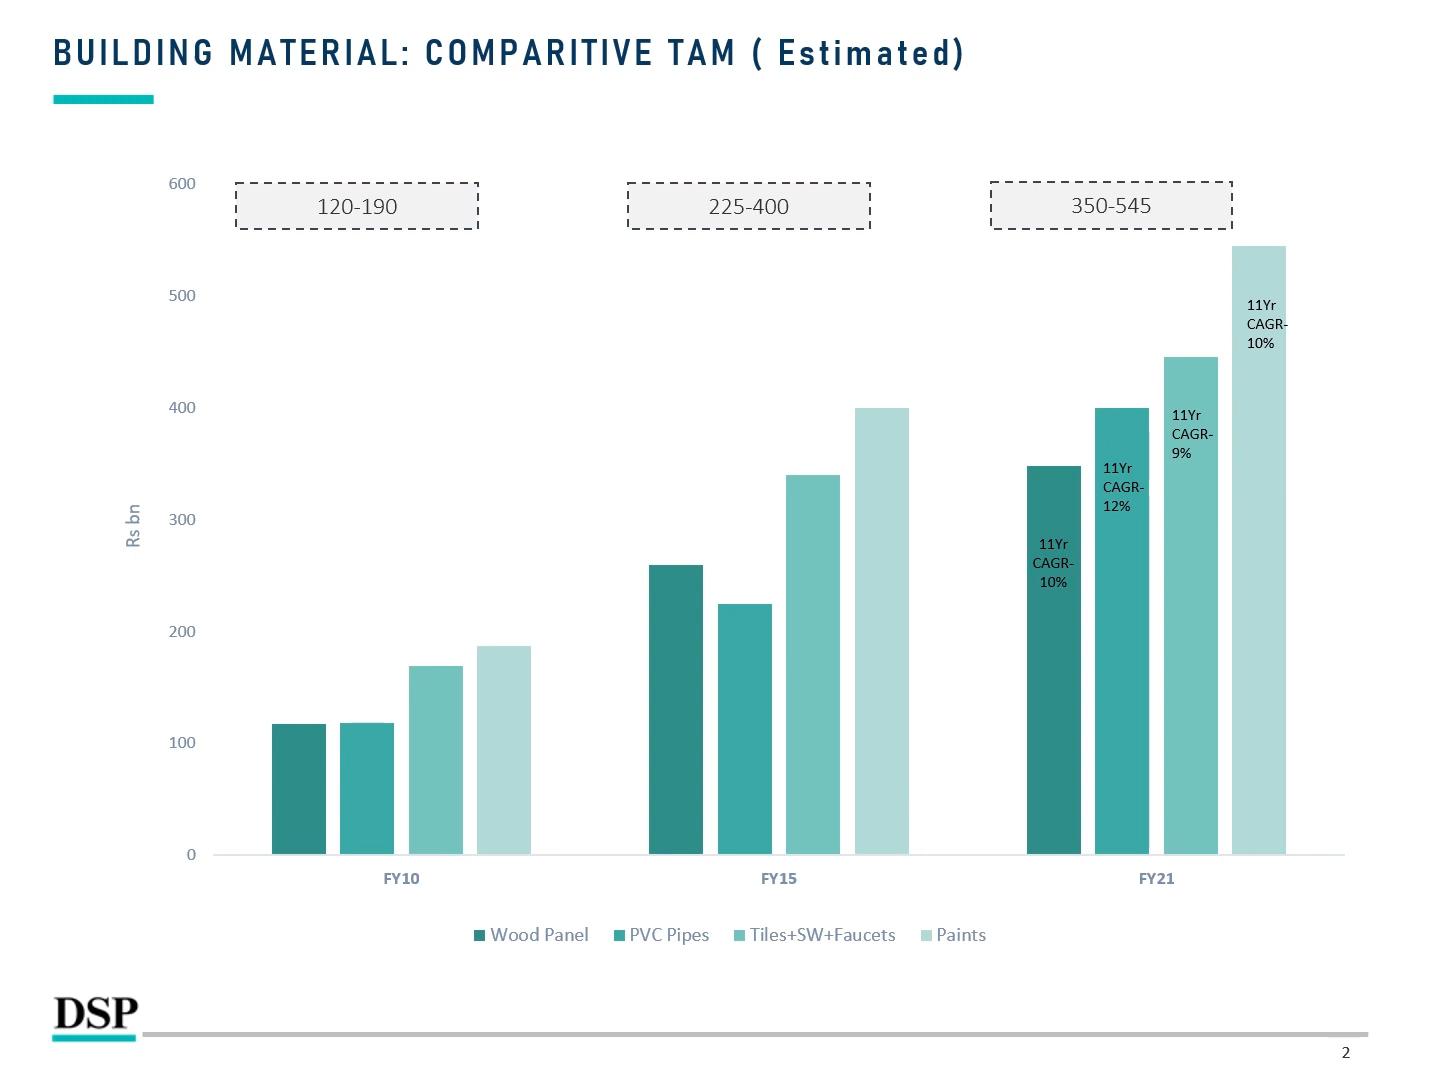 BUILDING MATERIAL: COMPARITIVE TAM ( Estimated)
600
120-190
225-400
350-545
500
400
300
200
100
0
Rs bn
11Yr
CAGR-
10%
11Yr
CAGR-
12%
11Yr
CAGR-
9%
11Yr
CAGR-
10%
FY10
FY15
FY21
Wood Panel
PVC Pipes
Tiles+SW+Faucets
Paints
DSP
2